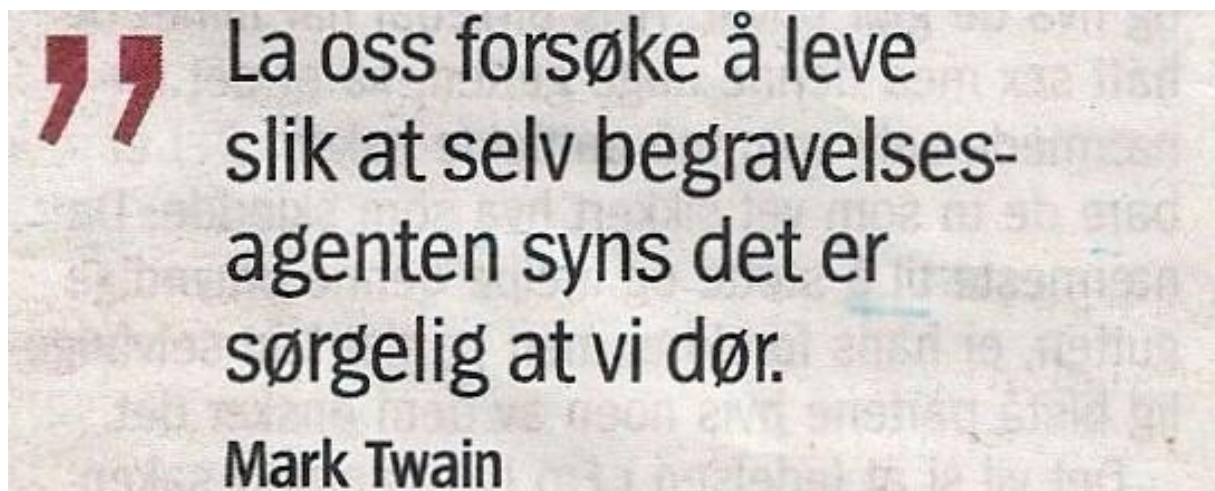 ”
La oss forsøke å leve
slik at selv begravelses-
agenten syns det er
sørgelig at vi dør.
Mark Twain